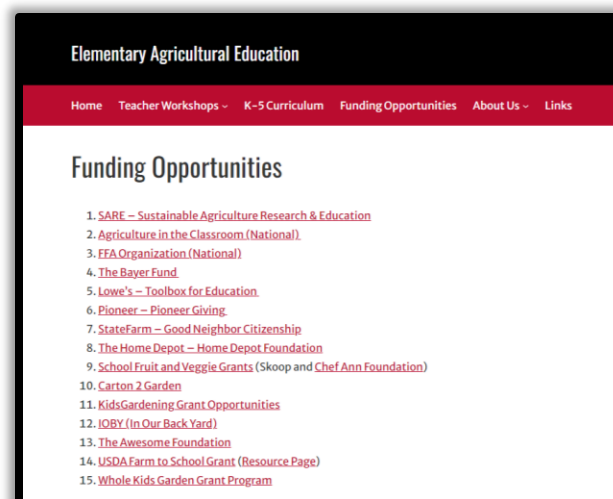 Elementary Agricultural Education
Home Teacher Workshops K-5 Curriculum Funding Opportunities About Us Links
Funding Opportunities
1. SARE – Sustainable Agriculture Research & Education
2. Agriculture in the Classroom (National)
3. FFA Organization (National)
4. The Bayer Fund
5. Lowe's – Toolbox for Education
6. Pioneer – Pioneer Giving
7. StateFarm – Good Neighbor Citizenship
8. The Home Depot – Home Depot Foundation
9. School Fruit and Veggie Grants (Skoop and Chef Ann Foundation)
10. Carton 2 Garden
11. KidsGardening Grant Opportunities
12. IOBY (In Our Back Yard)
13. The Awesome Foundation
14. USDA Farm to School Grant (Resource Page)
15. Whole Kids Garden Grant Program